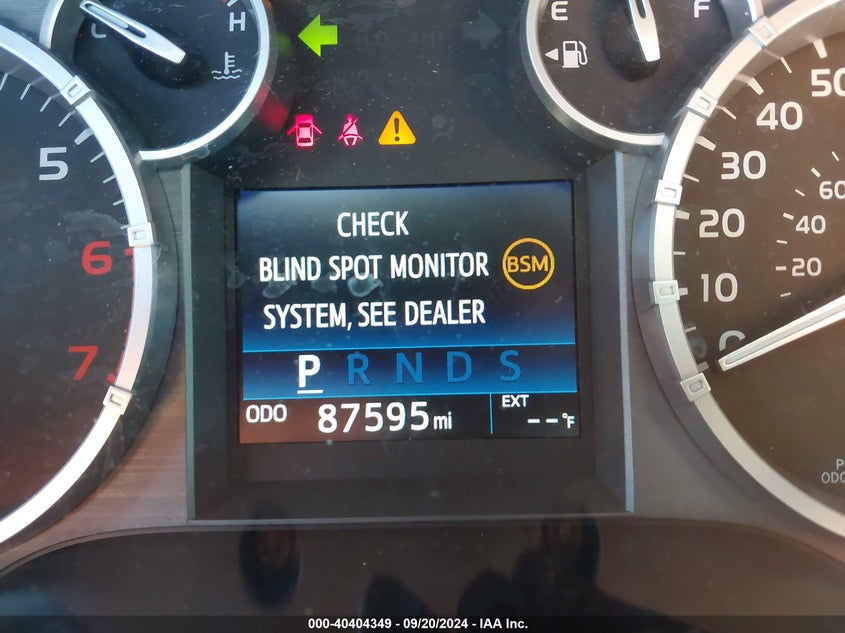 C H
E F
5
6
7
CHECK
BLIND SPOT MONITOR BSM
SYSTEM, SEE DEALER
P R N D S
ODO 87595 mi EXT --°F
50
40
30
20
10
0
60
40
20
000-40404349 - 09/20/2024 - IAA Inc.